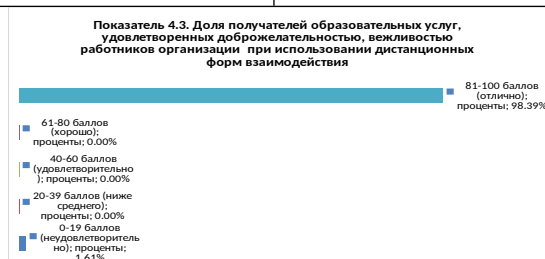 Показатель 4.3. Доля получателей образовательных услуг,
удовлетворенных доброжелательностью, вежливостью
работников организации при использовании дистанционных
форм взаимодействия
81-100 баллов
(отлично);
проценты; 98.39%
61-80 баллов
(хорошо);
проценты; 0.00%
40-60 баллов
(удовлетворительно
); проценты; 0.00%
20-39 баллов (ниже
среднего);
проценты; 0.00%
0-19 баллов
(неудовлетворитель
но); проценты;
1.61%